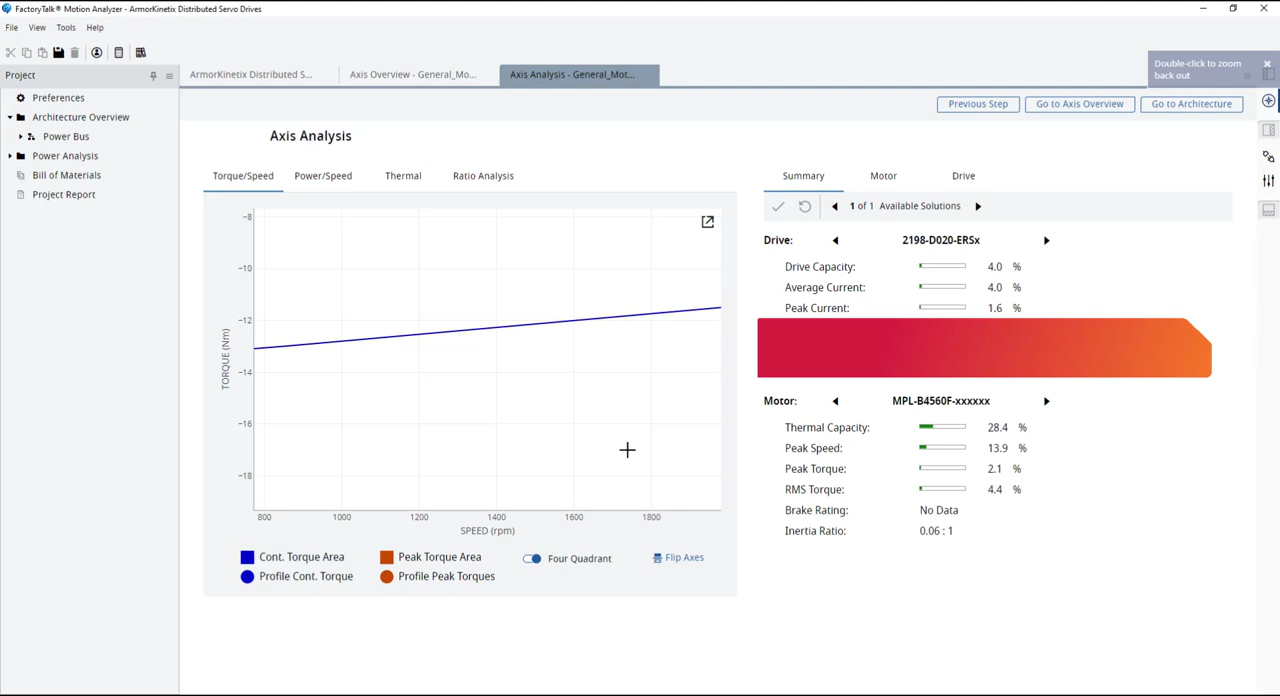 FactoryTalk® Motion Analyzer - ArmorKinetix Distributed Servo Drives
File View Tools Help
Project
ArmorKinetix Distributed S...
Axis Overview - General_Mo...
Axis Analysis - General_Mot...
Double-click to zoom
back out
Preferences
Architecture Overview
Power Bus
Power Analysis
Bill of Materials
Project Report
Previous Step
Go to Axis Overview
Go to Architecture
Axis Analysis
Torque/Speed Power/Speed Thermal Ratio Analysis
−8
−10
−12
−14
−16
−18
TORQUE (Nm)
800 1000 1200 1400 1600 1800
SPEED (rpm)
Cont. Torque Area
Peak Torque Area
Four Quadrant
Flip Axes
Profile Cont. Torque
Profile Peak Torques
Summary Motor Drive
1 of 1 Available Solutions
Drive: 2198-D020-ERSx
Drive Capacity: 4.0 %
Average Current: 4.0 %
Peak Current: 1.6 %
Motor: MPL-B4560F-xxxxxx
Thermal Capacity: 28.4 %
Peak Speed: 13.9 %
Peak Torque: 2.1 %
RMS Torque: 4.4 %
Brake Rating: No Data
Inertia Ratio: 0.06 : 1